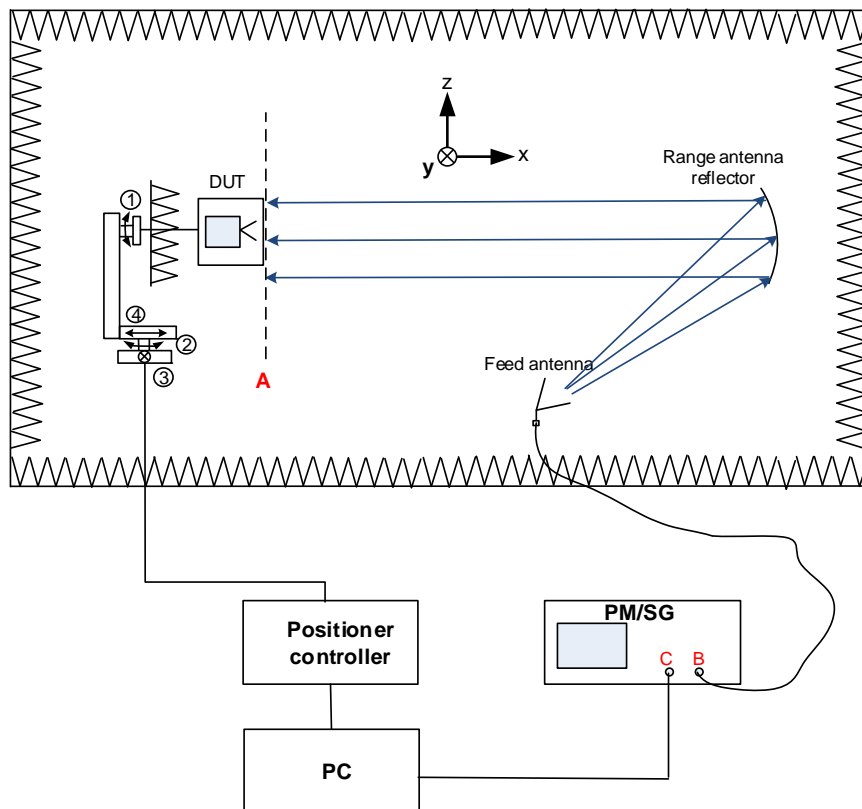 z
y
x
Range antenna
reflector
DUT
①
④
②
③
A
Feed antenna
PM/SG
C
B
Positioner
controller
PC